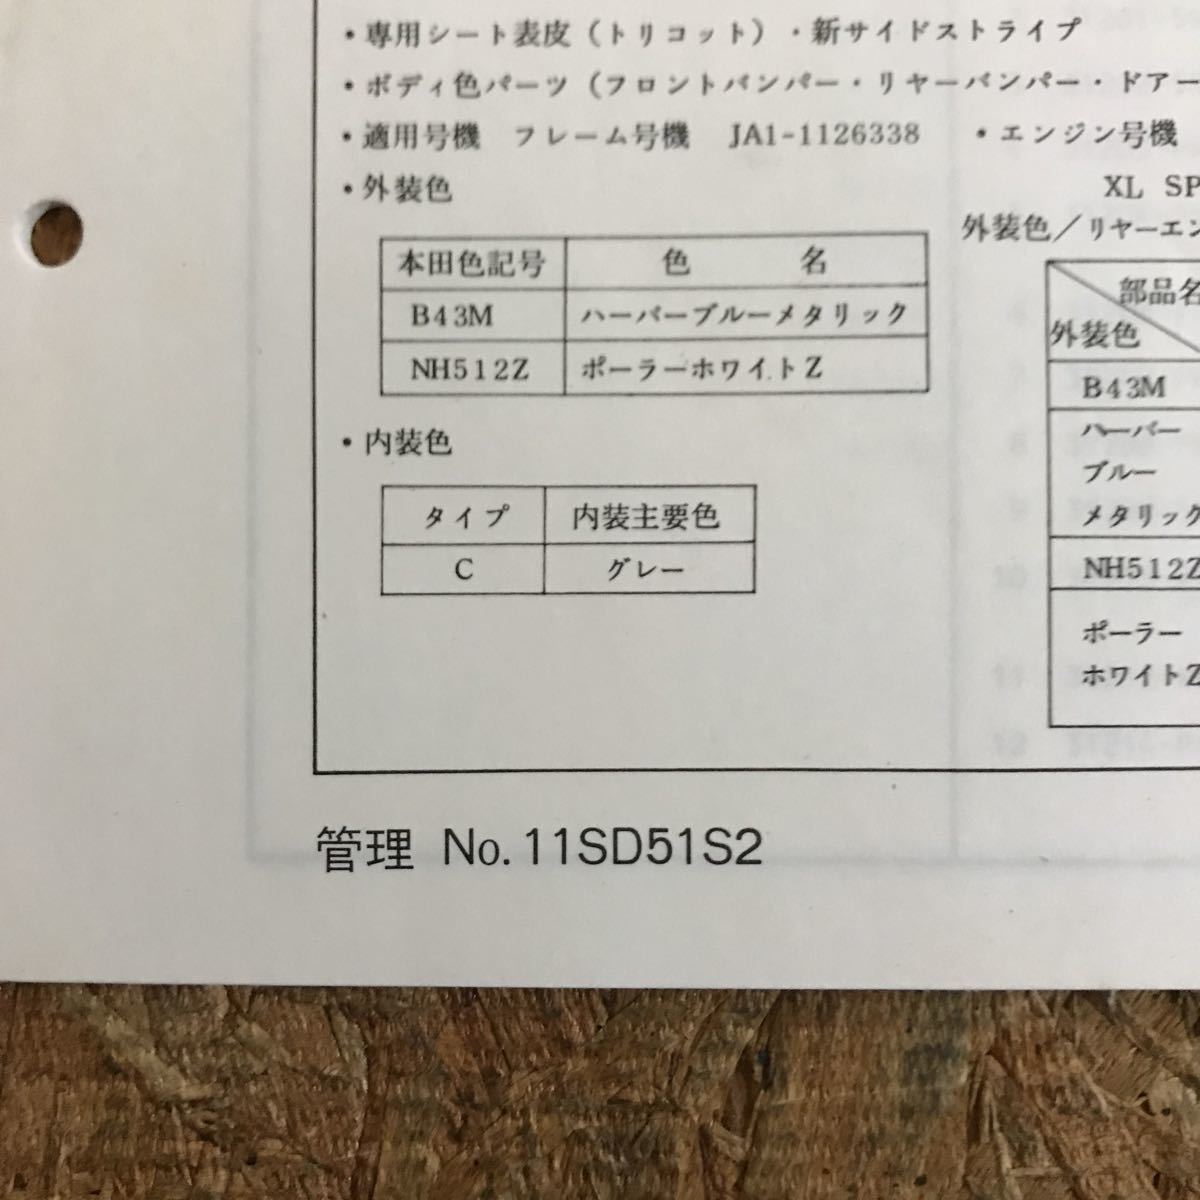 ・専用シート表皮(トリコット)・新サイドストライプ
・ボディ色パーツ(フロントバンパー・リヤーバンパー・ドアー
・適用号機 フレーム号機 JA1-1126338 ・エンジン号機
・外装色
本田色記号 色名
B43M ハーバーブルーメタリック
NH512Z ポーラーホワイトZ
・内装色
タイプ 内装主要色
C グレー
XL SP
外装色/リヤーエン
部品名
外装色
B43M
ハーバー
ブルー
メタリック
NH512Z
ポーラー
ホワイトZ
管理 No.11SD51S2